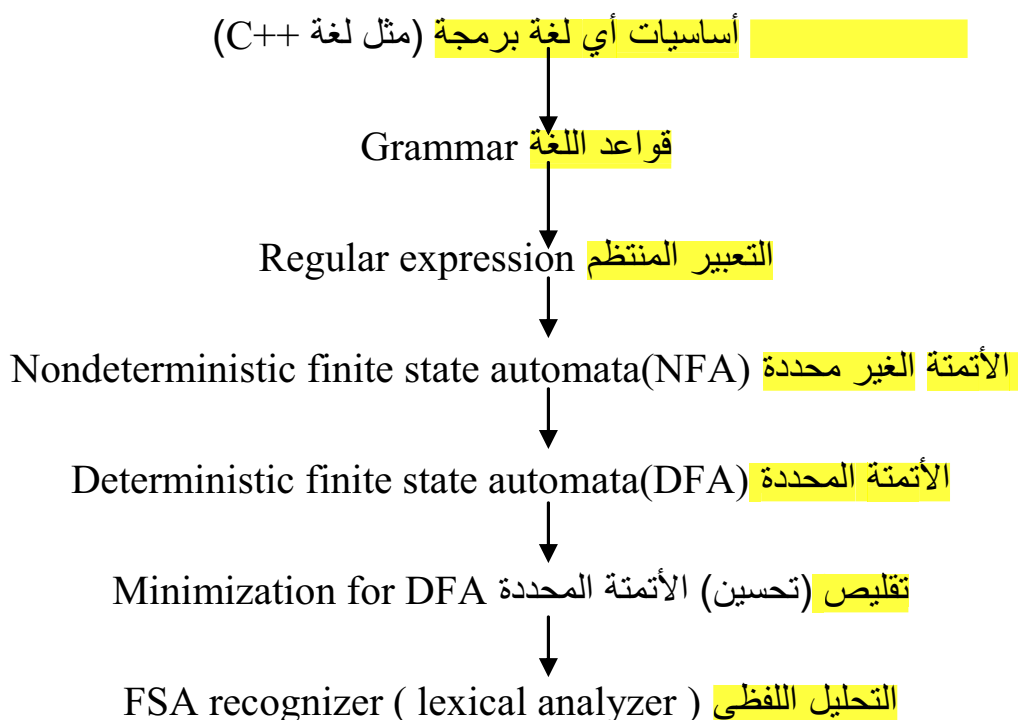 أساسيات أي لغة برمجة (مثل لغة C++)
قواعد اللغة Grammar
التعبير المنتظم Regular expression
الأتمتة الغير محددة Nondeterministic finite state automata(NFA)
الأتمتة المحددة Deterministic finite state automata(DFA)
تقليص (تحسين) الأتمتة المحددة Minimization for DFA
التحليل اللفظي FSA recognizer ( lexical analyzer )